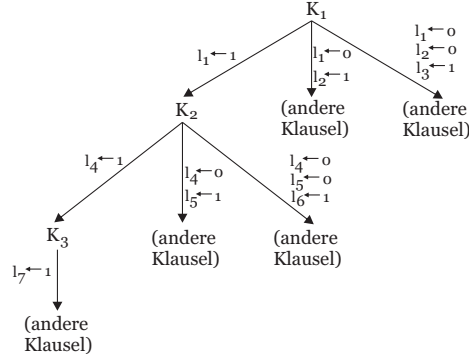 K₁
l₁←1
l₁←0
l₂←1
l₁←0
l₂←0
l₃←1
K₂
(andere
Klausel)
(andere
Klausel)
l₄←1
l₄←0
l₅←1
l₄←0
l₅←0
l₆←1
K₃
(andere
Klausel)
(andere
Klausel)
l₇←1
(andere
Klausel)